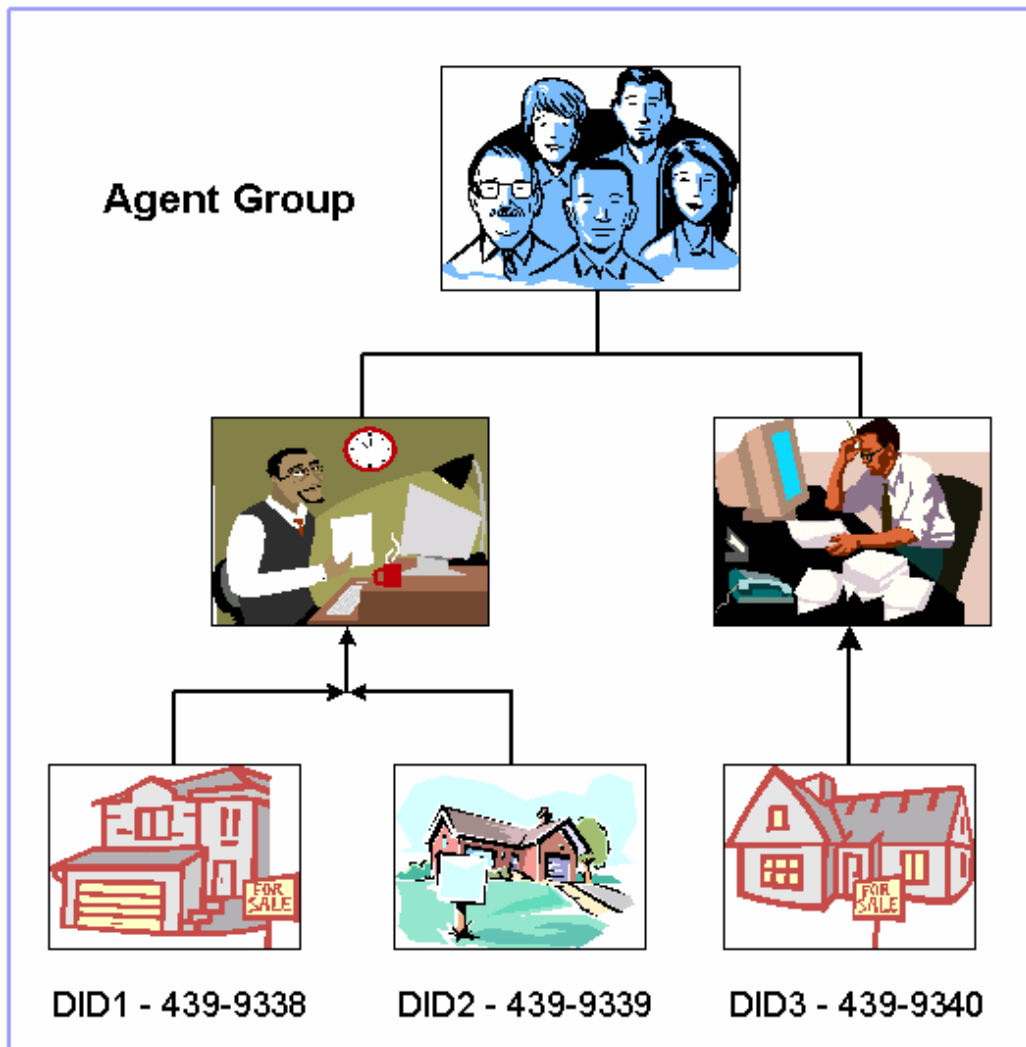 Agent Group
FOR
SALE
FOR
SALE
DID1 - 439-9338
DID2 - 439-9339
DID3 - 439-9340